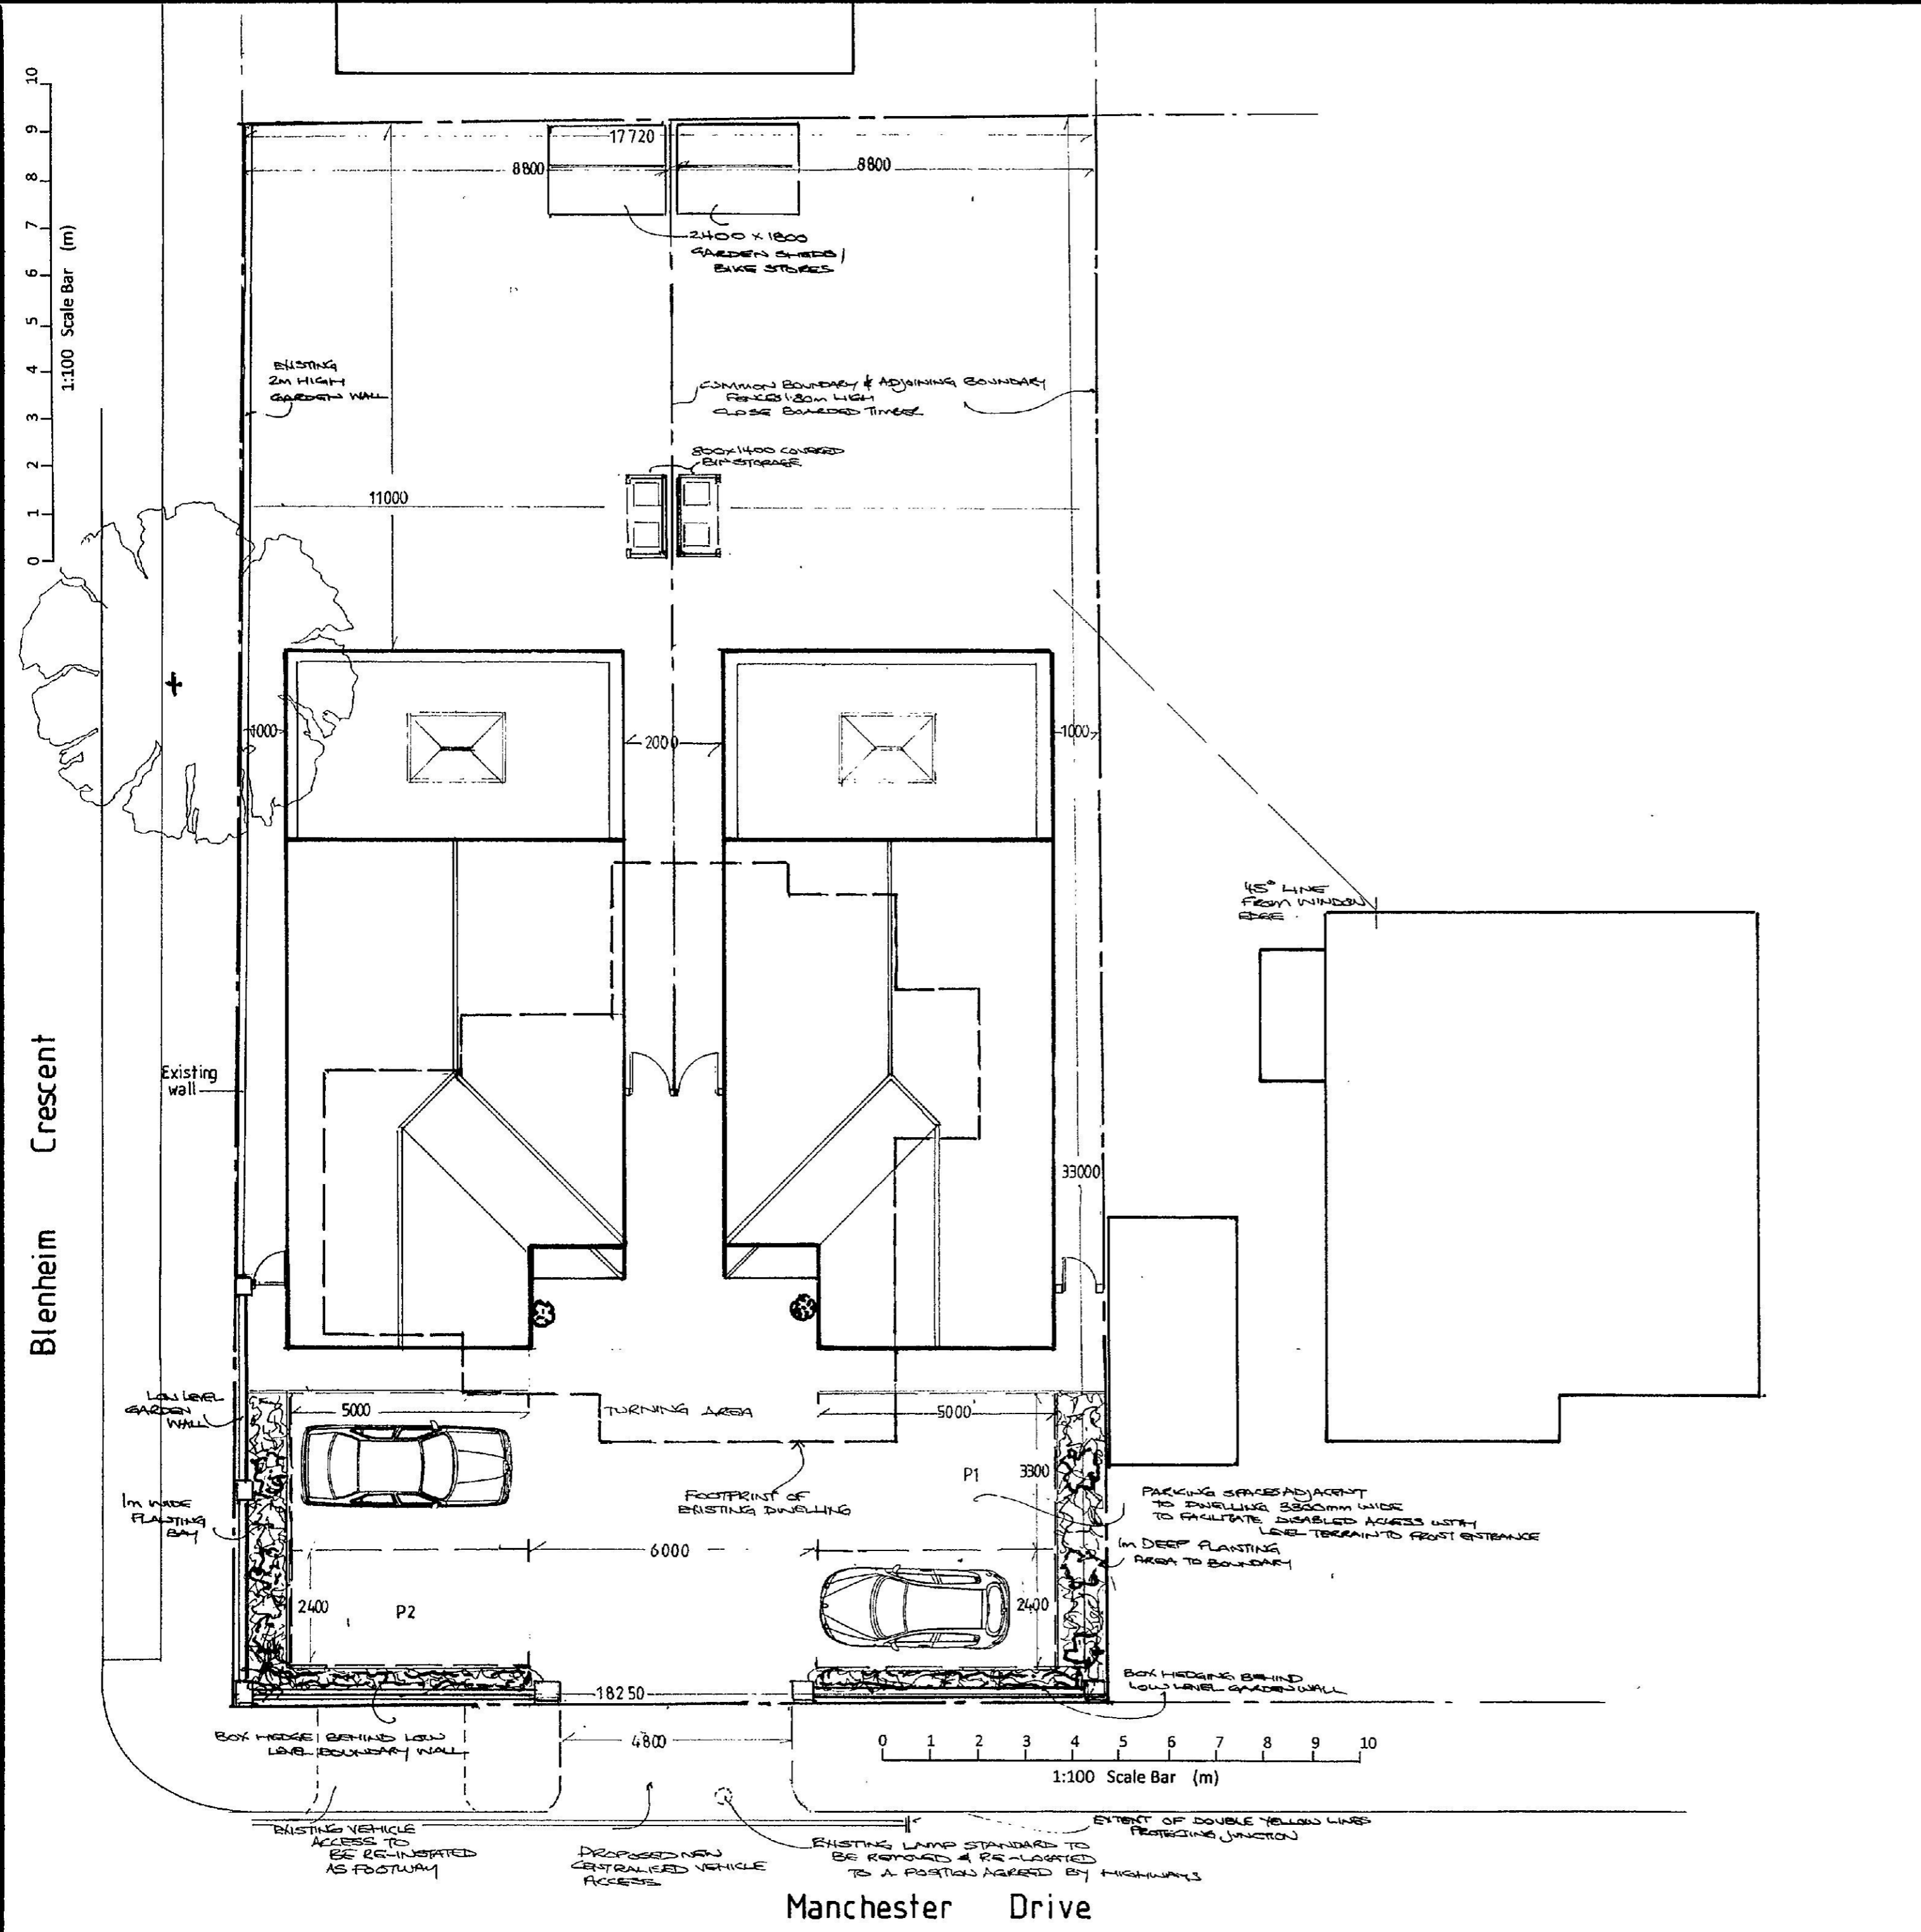 10
9
8
7
6
5
4
3
2
1
0
1:100 Scale Bar (m)
17720
8800
8800
2400 x 1800
GARDEN SHEDS/
BIKE STORES
EXISTING
2M HIGH
GARDEN WALL
COMMON BOUNDARY & ADJOINING BOUNDARY
FENCES 1.80m HIGH
CLOSE BOARDED TIMBER
800x1400 COVERED
BIN STORAGE
11000
1000
2000
1000
45° LINE
FROM WINDOW
EDGE
Blenheim Crescent
Existing
wall
33000
LOW LEVEL
GARDEN
WALL
5000
TURNING AREA
5000
P1
3300
1m WIDE
PLANTING
BAY
FOOTPRINT OF
EXISTING DWELLING
PARKING SPACES ADJACENT
TO DWELLING 3300mm WIDE
TO FACILITATE DISABLED ACCESS WITH
LEVEL TERRAIN TO FRONT ENTRANCE
6000
1m DEEP PLANTING
AREA TO BOUNDARY
2400
P2
2400
18250
BOX HEDGING BEHIND
LOW LEVEL GARDEN WALL
BOX HEDGE BEHIND LOW
LEVEL BOUNDARY WALL
4800
0 1 2 3 4 5 6 7 8 9 10
1:100 Scale Bar (m)
EXISTING VEHICLE
ACCESS TO
BE RE-INSTATED
AS FOOTWAY
PROPOSED NEW
CENTRALISED VEHICLE
ACCESS
EXISTING LAMP STANDARD TO
BE REMOVED & RE-LOCATED
TO A POSITION AGREED BY HIGHWAYS
EXTENT OF DOUBLE YELLOW LINES
PROTECTING JUNCTION
Manchester Drive